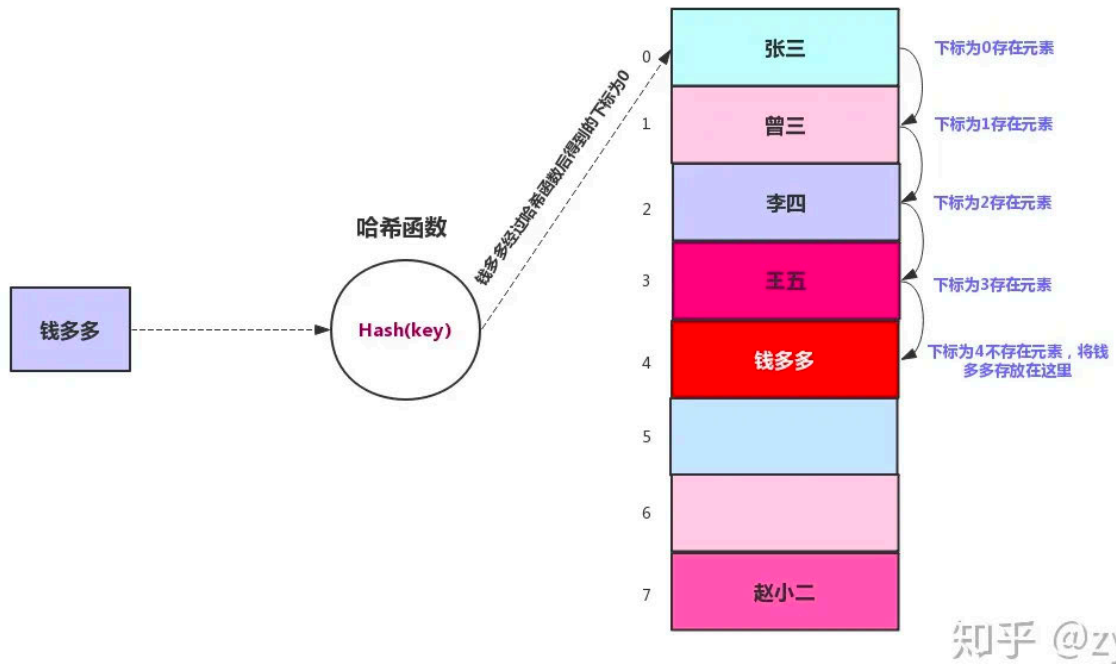 钱多多
哈希函数
Hash(key)
钱多多经过哈希函数后得到的下标为0
0
张三
下标为0存在元素
1
曾三
下标为1存在元素
2
李四
下标为2存在元素
3
王五
下标为3存在元素
4
钱多多
下标为4不存在元素，将钱
多多存放在这里
5
6
7
赵小二
知乎 @zy